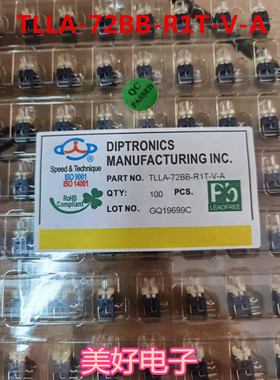 TLLA-72BB-R1T-V-A
QC
PASSED
DIPTRONICS
MANUFACTURING INC.
Speed & Technique
ISO 9001
ISO 14001
PART NO. TLLA-72BB-R1T-V-A
QTY: 100 PCS.
LOT NO. GQ19699C
RoHS
Compliant
Pb
LEADFREE
美好电子